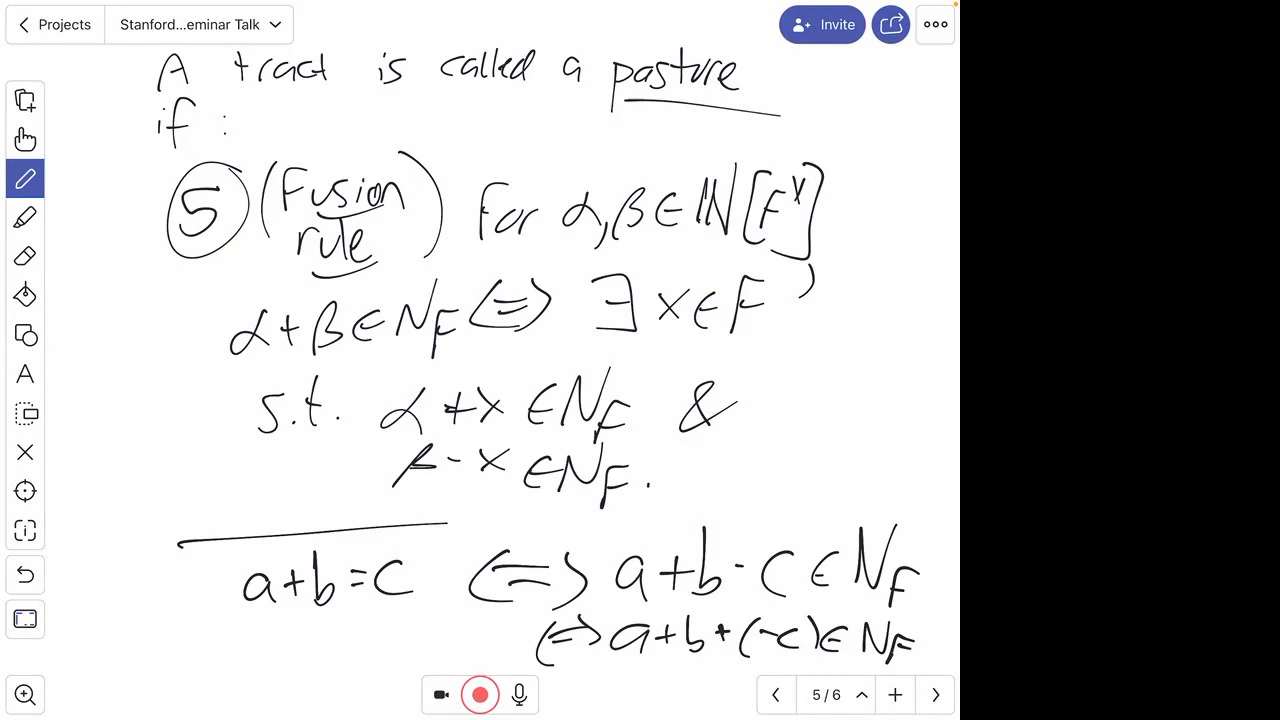 Projects
Stanford...eminar Talk
Invite
A tract is called a pasture
if :
5 (Fusion rule) For α,β ∈ ℕ[F^x],
α+β ∈ N_F <=> ∃ x ∈ F
s.t. α + x ∈ N_F &
β - x ∈ N_F.
a+b=c <=> a+b-c ∈ N_F
<=> a+b+(-c) ∈ N_F
5/6